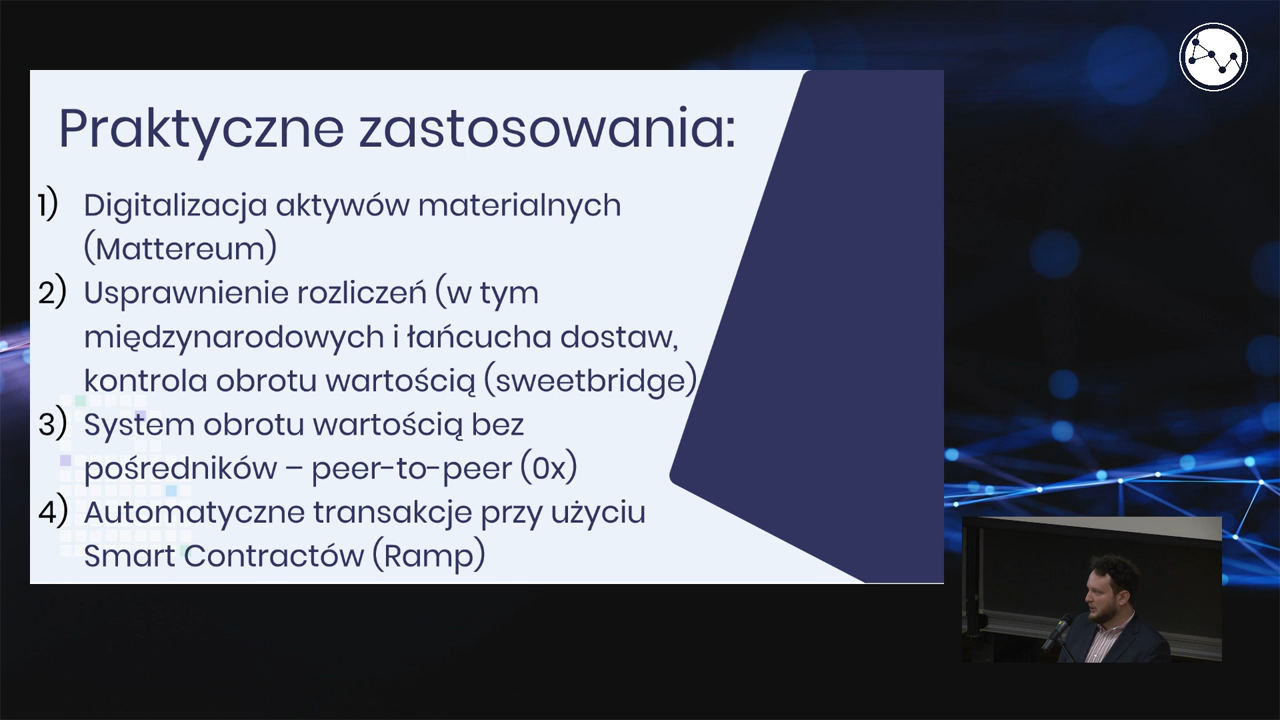 Praktyczne zastosowania:
1) Digitalizacja aktywów materialnych
(Mattereum)
2) Usprawnienie rozliczeń (w tym
międzynarodowych i łańcucha dostaw,
kontrola obrotu wartością (sweetbridge)
3) System obrotu wartością bez
pośredników – peer-to-peer (0x)
4) Automatyczne transakcje przy użyciu
Smart Contractów (Ramp)